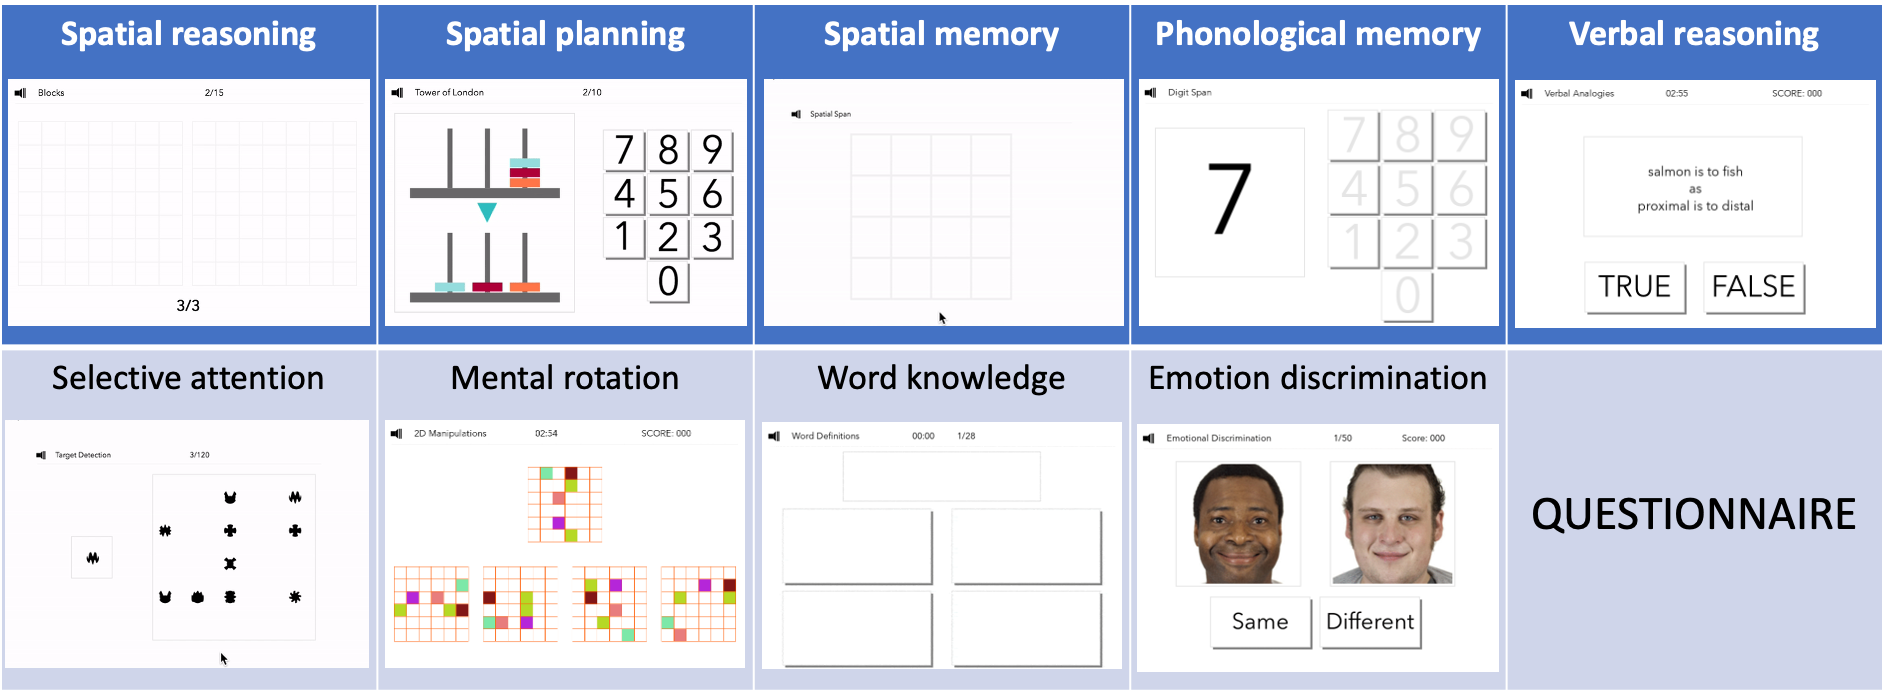 Spatial reasoning
Spatial planning
Spatial memory
Phonological memory
Verbal reasoning
Blocks 2/15
3/3
Tower of London 2/10
7 8 9
4 5 6
1 2 3
0
Spatial Span
Digit Span
7
7 8 9
4 5 6
1 2 3
0
Verbal Analogies 02:55 SCORE: 000
salmon is to fish
as
proximal is to distal
TRUE FALSE
Selective attention
Mental rotation
Word knowledge
Emotion discrimination
Target Detection 3/120
2D Manipulations 02:54 SCORE: 000
Word Definitions 00:00 1/28
Emotional Discrimination 1/50 Score: 000
Same Different
QUESTIONNAIRE